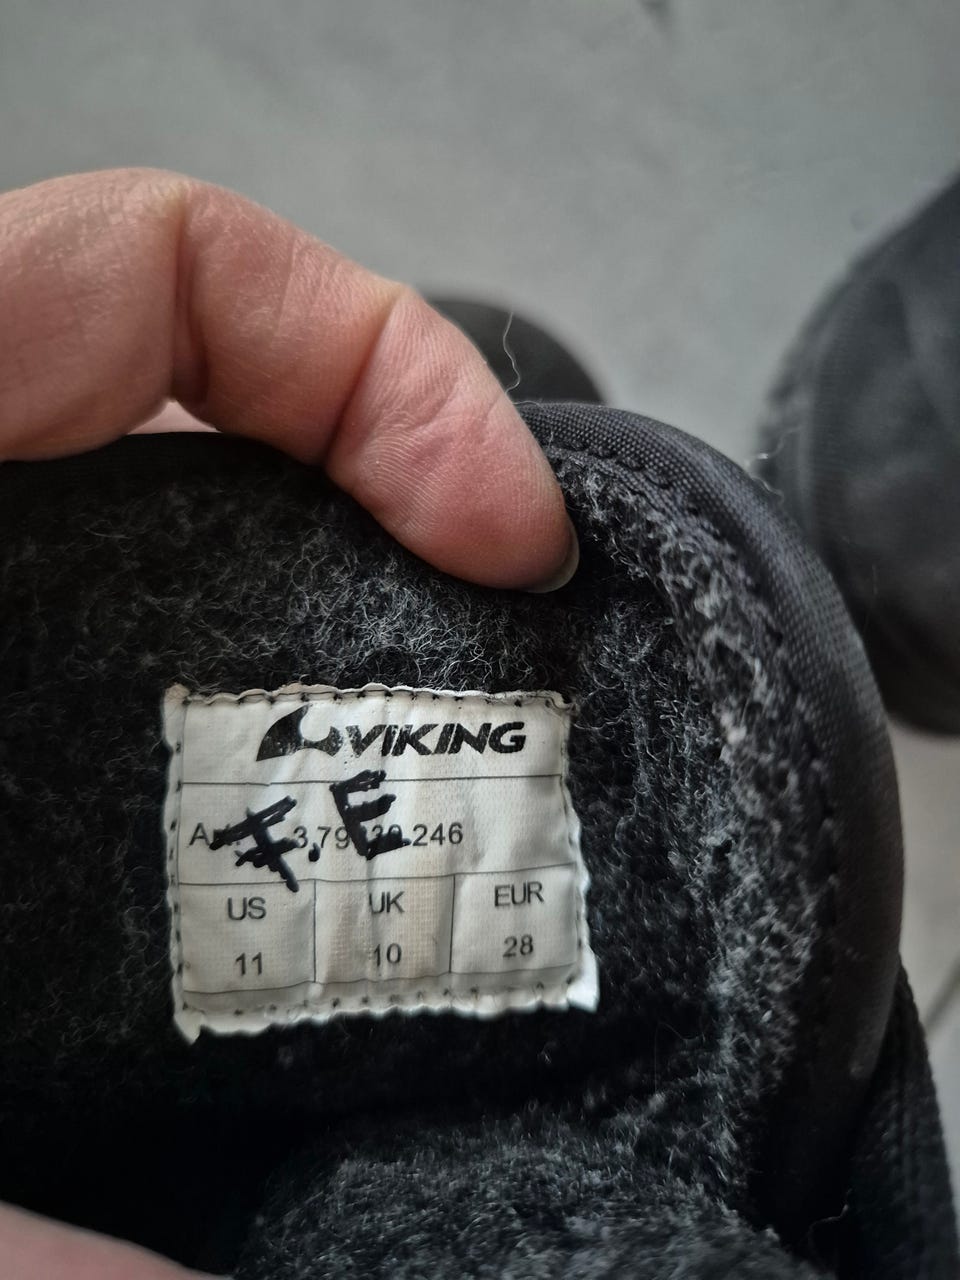 VIKING
F.E
US UK EUR
11 10 28